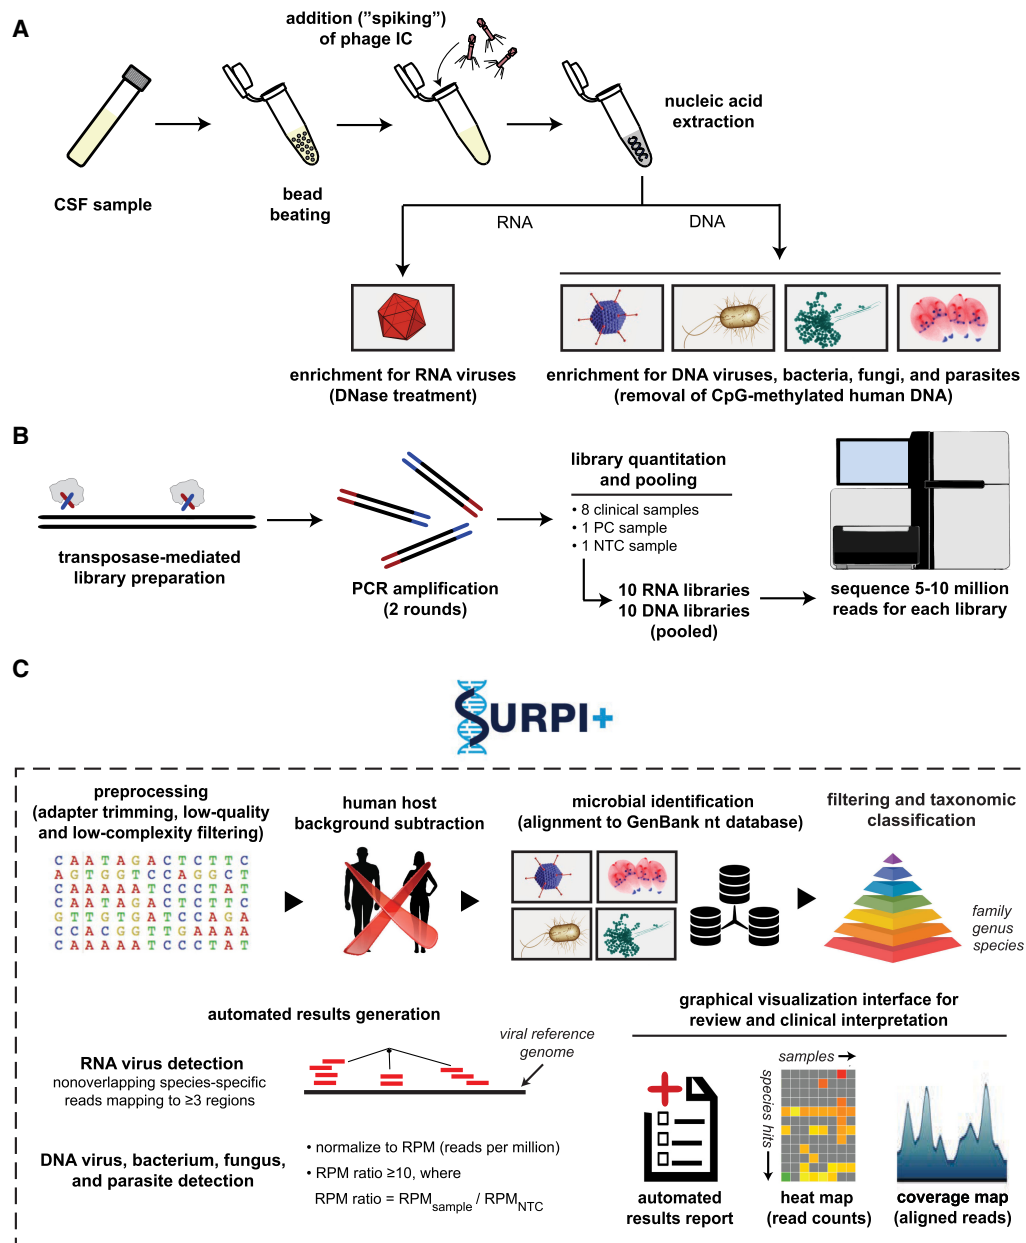 A
addition ("spiking")
of phage IC
nucleic acid
extraction
CSF sample
bead
beating
RNA
DNA
enrichment for RNA viruses
(DNase treatment)
enrichment for DNA viruses, bacteria, fungi, and parasites
(removal of CpG-methylated human DNA)
B
transposase-mediated
library preparation
PCR amplification
(2 rounds)
library quantitation
and pooling
• 8 clinical samples
• 1 PC sample
• 1 NTC sample
10 RNA libraries
10 DNA libraries
(pooled)
sequence 5-10 million
reads for each library
C
SURPI+
preprocessing
(adapter trimming, low-quality
and low-complexity filtering)
C A A T A G A C T C T T C
A G T G G T C C A G G C T
C A A A A A T C C C T A T
G T T G T G A T C C A G A
C C A C G G T T G A A A A
C A A A A A T C C C T A T
human host
background subtraction
microbial identification
(alignment to GenBank nt database)
filtering and taxonomic
classification
family
genus
species
automated results generation
RNA virus detection
nonoverlapping species-specific
reads mapping to ≥3 regions
viral reference
genome
DNA virus, bacterium, fungus,
and parasite detection
• normalize to RPM (reads per million)
• RPM ratio ≥10, where
RPM ratio = RPMsample / RPMNTC
graphical visualization interface for
review and clinical interpretation
automated
results report
samples
species hits
heat map
(read counts)
coverage map
(aligned reads)